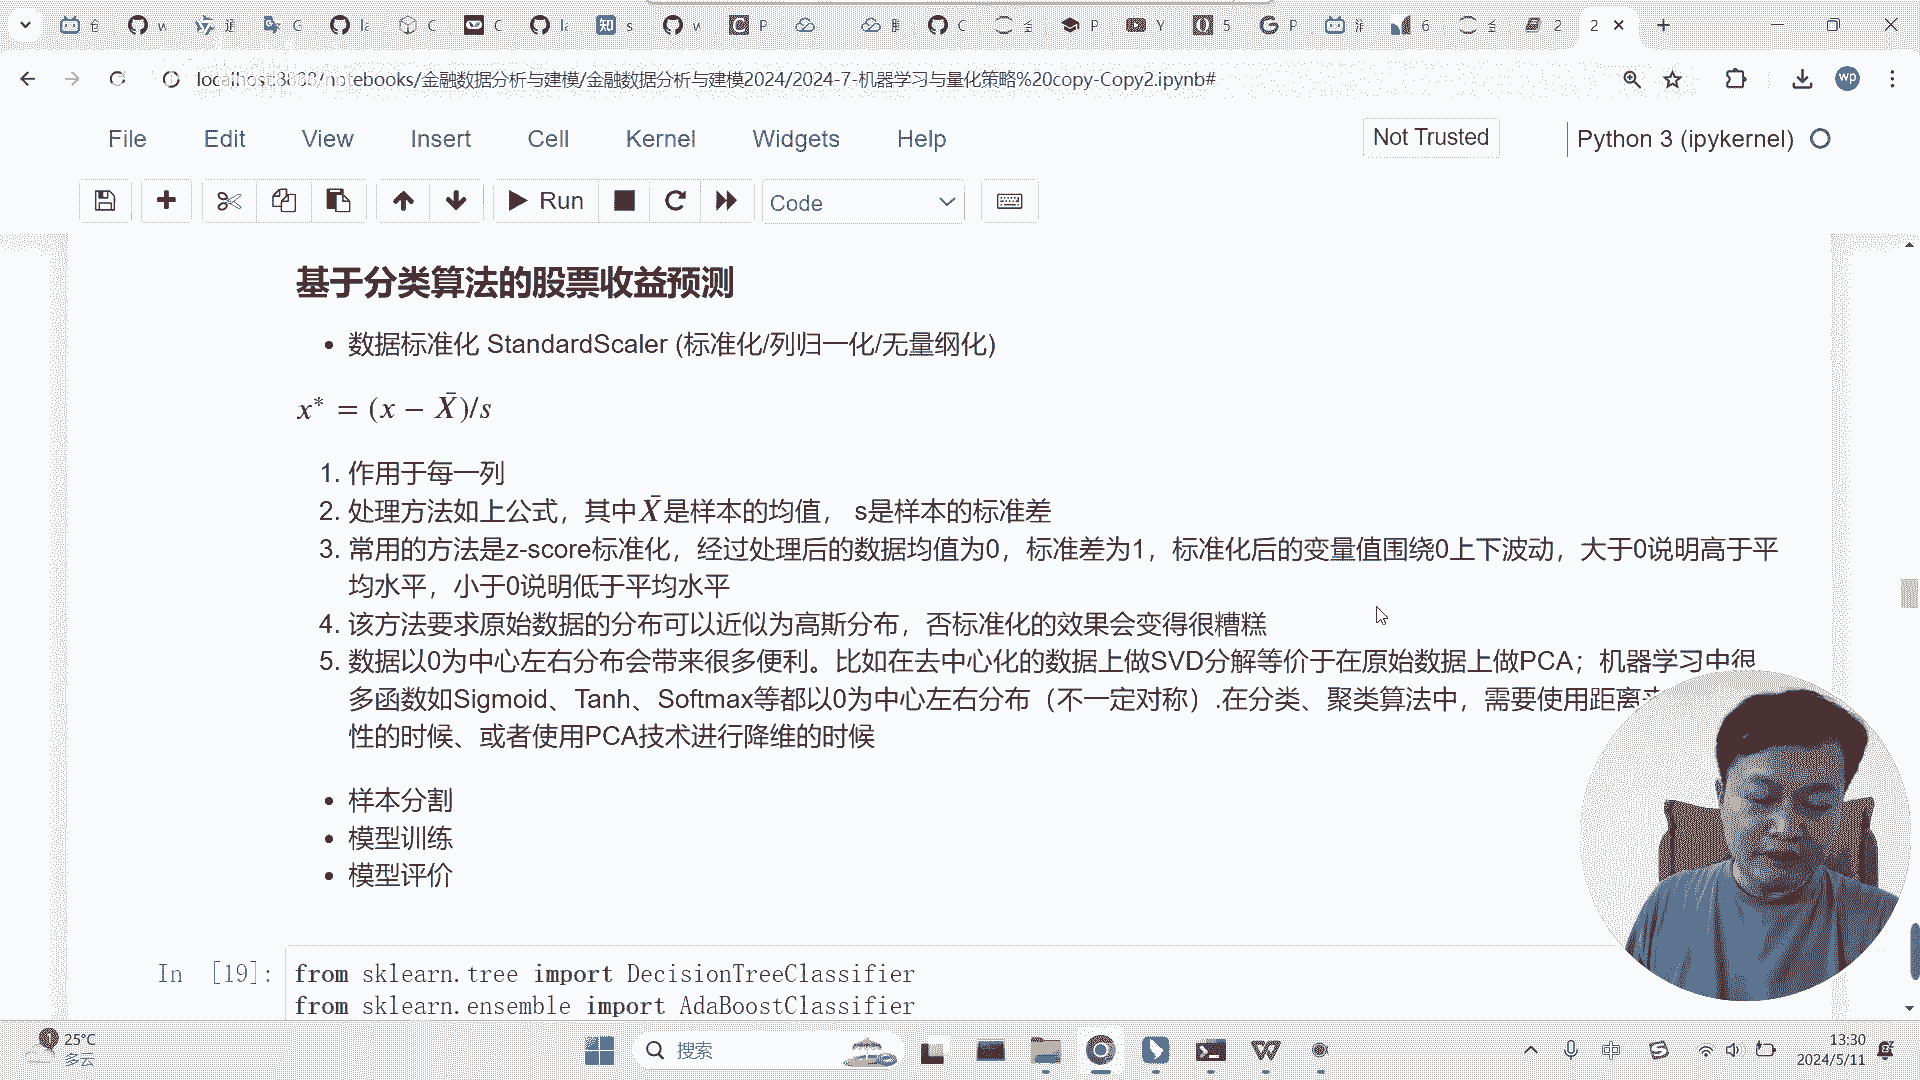 localhost:8888/notebooks/金融数据分析与建模/金融数据分析与建模2024/2024-7-机器学习与量化策略%20copy-Copy2.ipynb#
wp
File Edit View Insert Cell Kernel Widgets Help
Not Trusted
Python 3 (ipykernel)
Run
Code
基于分类算法的股票收益预测
• 数据标准化 StandardScaler (标准化/列归一化/无量纲化)
x* = (x − X̄)/s
1. 作用于每一列
2. 处理方法如上公式，其中X̄是样本的均值， s是样本的标准差
3. 常用的方法是z-score标准化，经过处理后的数据均值为0，标准差为1，标准化后的变量值围绕0上下波动，大于0说明高于平
均水平，小于0说明低于平均水平
4. 该方法要求原始数据的分布可以近似为高斯分布，否标准化的效果会变得很糟糕
5. 数据以0为中心左右分布会带来很多便利。比如在去中心化的数据上做SVD分解等价于在原始数据上做PCA；机器学习中很
多函数如Sigmoid、Tanh、Softmax等都以0为中心左右分布（不一定对称）.在分类、聚类算法中，需要使用距离
性的时候、或者使用PCA技术进行降维的时候
• 样本分割
• 模型训练
• 模型评价
In [19]:
from sklearn.tree import DecisionTreeClassifier
from sklearn.ensemble import AdaBoostClassifier
1
25°C
多云
搜索
中
13:30
2024/5/11